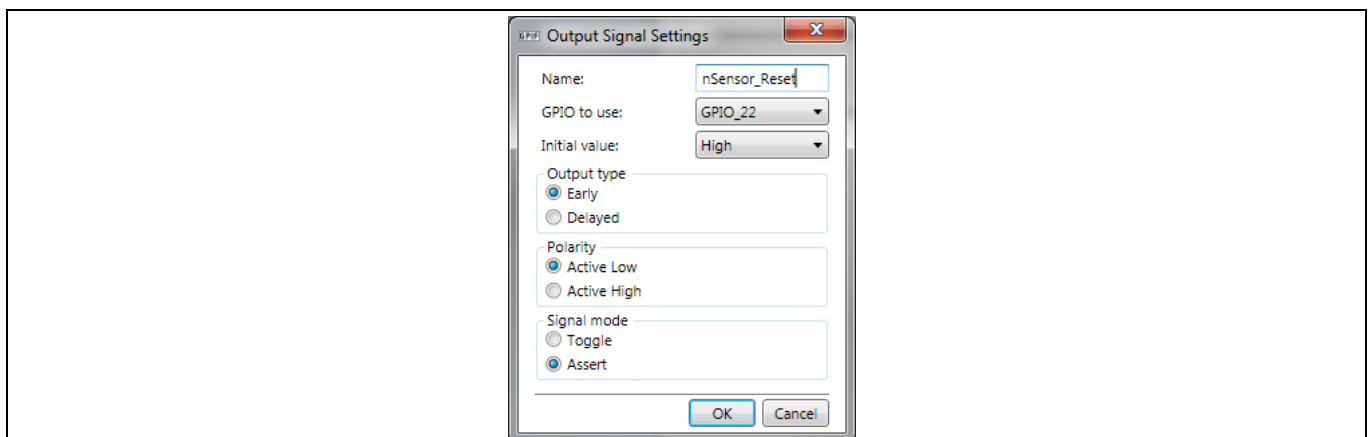 GPIF Output Signal Settings
Name: nSensor_Reset
GPIO to use: GPIO_22
Initial value: High
Output type
Early
Delayed
Polarity
Active Low
Active High
Signal mode
Toggle
Assert
OK Cancel